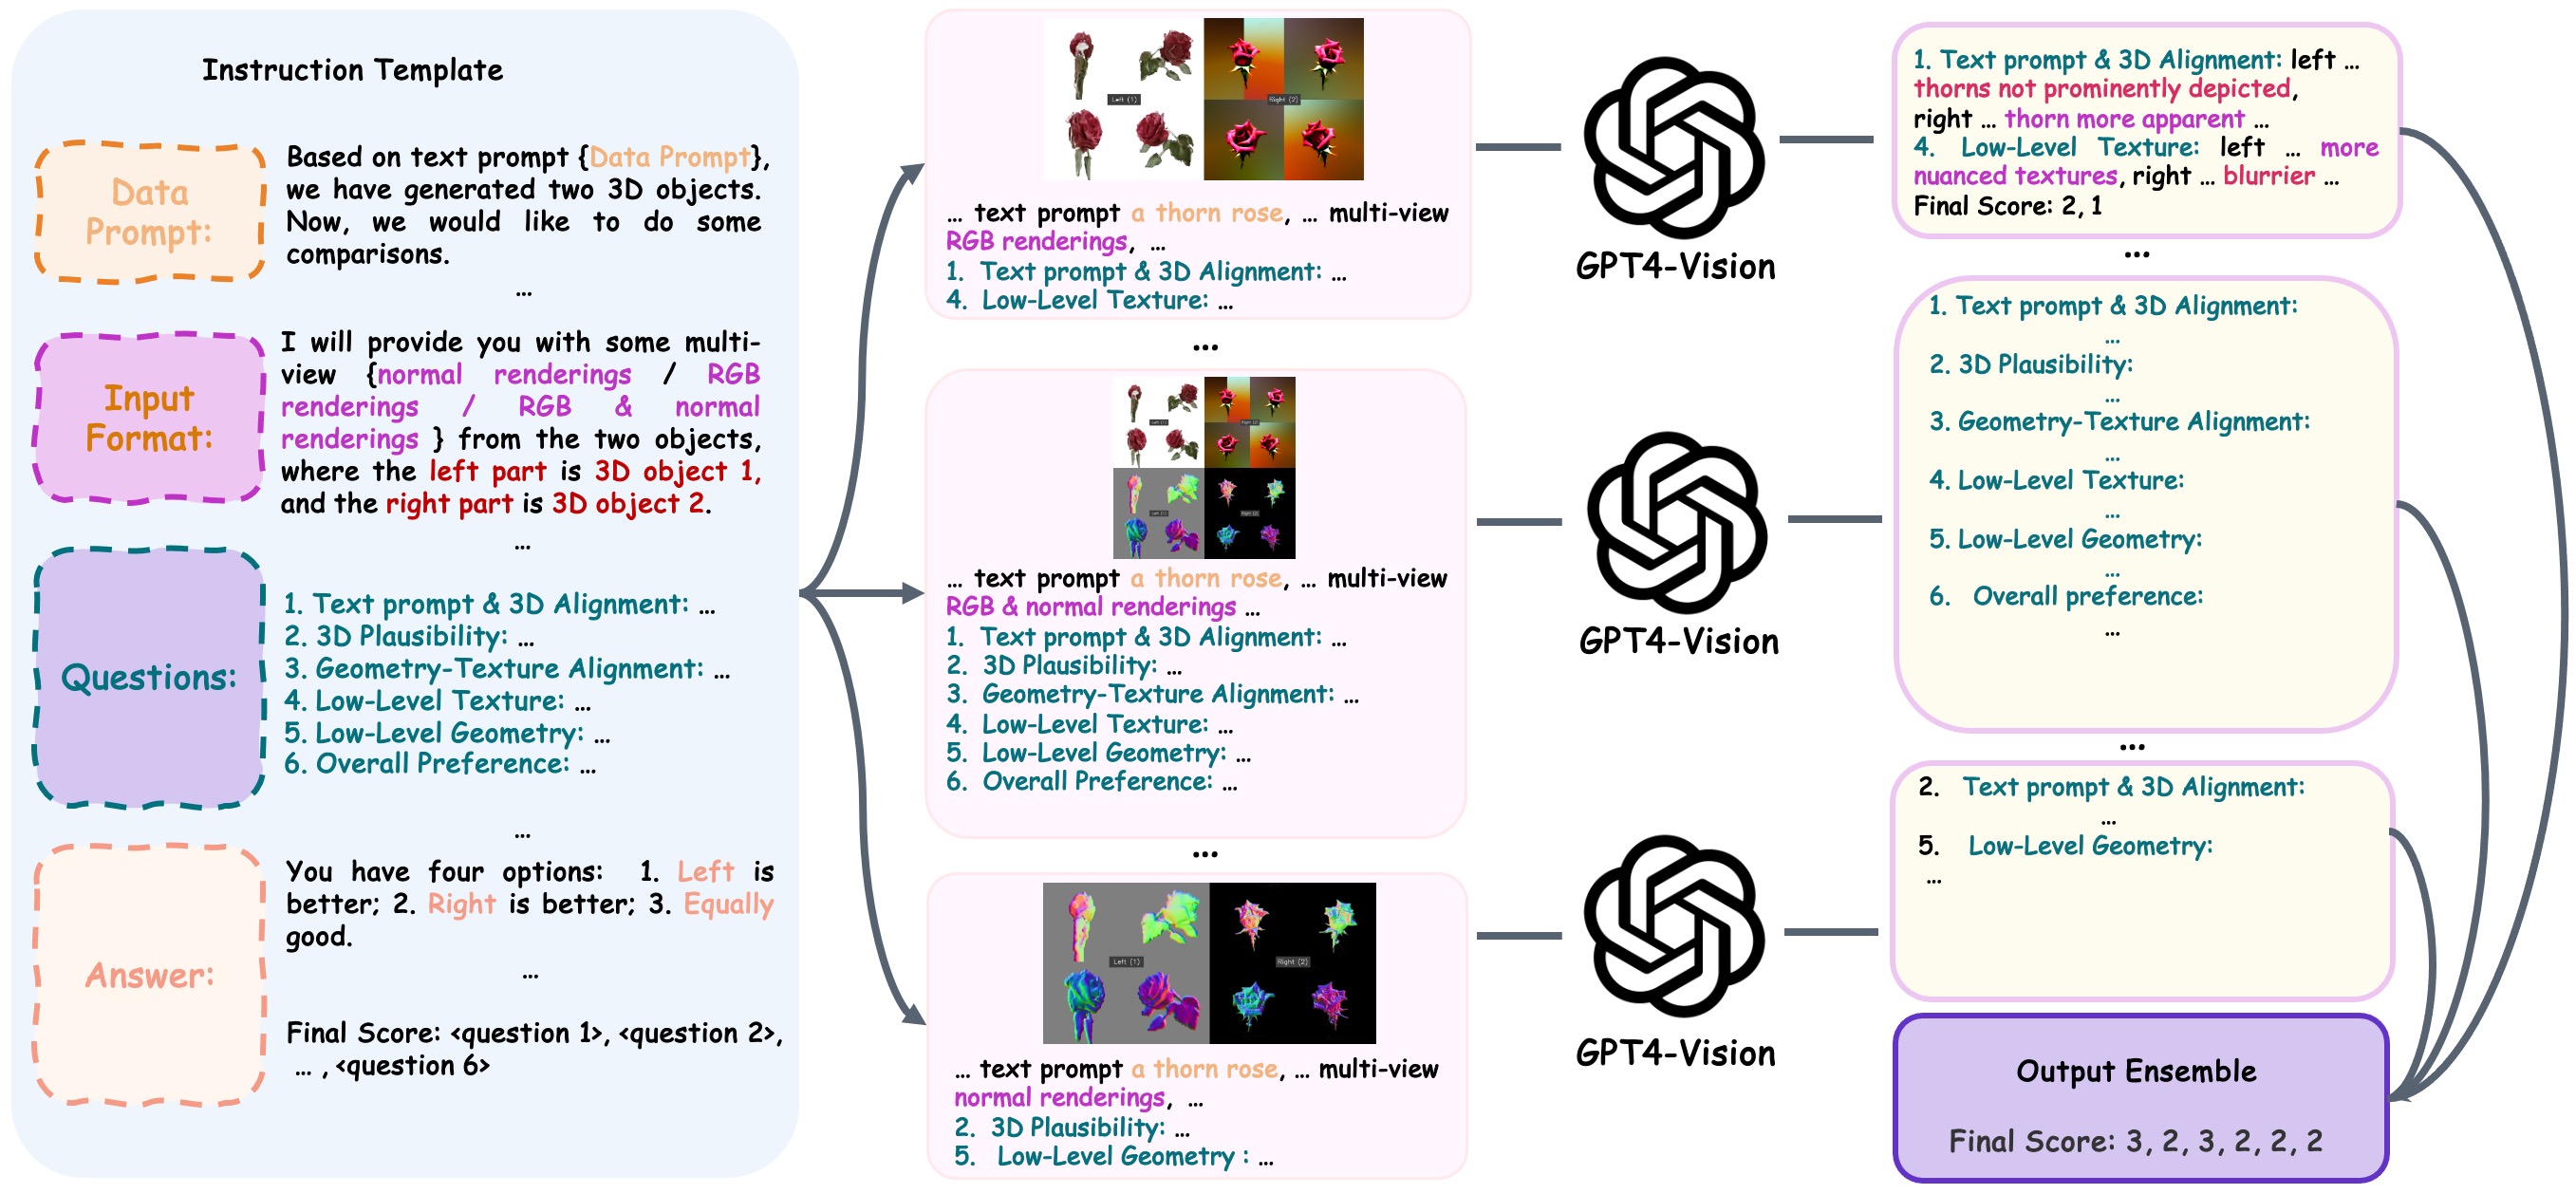 Instruction Template
Data
Prompt:
Based on text prompt {Data Prompt},
we have generated two 3D objects.
Now, we would like to do some
comparisons.
...
Input
Format:
I will provide you with some multi-
view {normal renderings / RGB
renderings / RGB & normal
renderings } from the two objects,
where the left part is 3D object 1,
and the right part is 3D object 2.
...
Questions:
1. Text prompt & 3D Alignment: ...
2. 3D Plausibility: ...
3. Geometry-Texture Alignment: ...
4. Low-Level Texture: ...
5. Low-Level Geometry: ...
6. Overall Preference: ...
...
Answer:
You have four options: 1. Left is
better; 2. Right is better; 3. Equally
good.
...
Final Score: <question 1>, <question 2>,
... , <question 6>
Left (1)
Right (2)
... text prompt a thorn rose, ... multi-view
RGB renderings, ...
1. Text prompt & 3D Alignment: ...
4. Low-Level Texture: ...
...
Left (1)
Right (2)
Left (1)
Right (2)
... text prompt a thorn rose, ... multi-view
RGB & normal renderings ...
1. Text prompt & 3D Alignment: ...
2. 3D Plausibility: ...
3. Geometry-Texture Alignment: ...
4. Low-Level Texture: ...
5. Low-Level Geometry: ...
6. Overall Preference: ...
...
Left (1)
Right (2)
... text prompt a thorn rose, ... multi-view
normal renderings, ...
2. 3D Plausibility: ...
5. Low-Level Geometry : ...
GPT4-Vision
GPT4-Vision
GPT4-Vision
1. Text prompt & 3D Alignment: left ...
thorns not prominently depicted,
right ... thorn more apparent ...
4. Low-Level Texture: left ... more
nuanced textures, right ... blurrier ...
Final Score: 2, 1
...
1. Text prompt & 3D Alignment:
...
2. 3D Plausibility:
...
3. Geometry-Texture Alignment:
...
4. Low-Level Texture:
...
5. Low-Level Geometry:
...
6. Overall preference:
...
...
2. Text prompt & 3D Alignment:
...
5. Low-Level Geometry:
...
Output Ensemble
Final Score: 3, 2, 3, 2, 2, 2